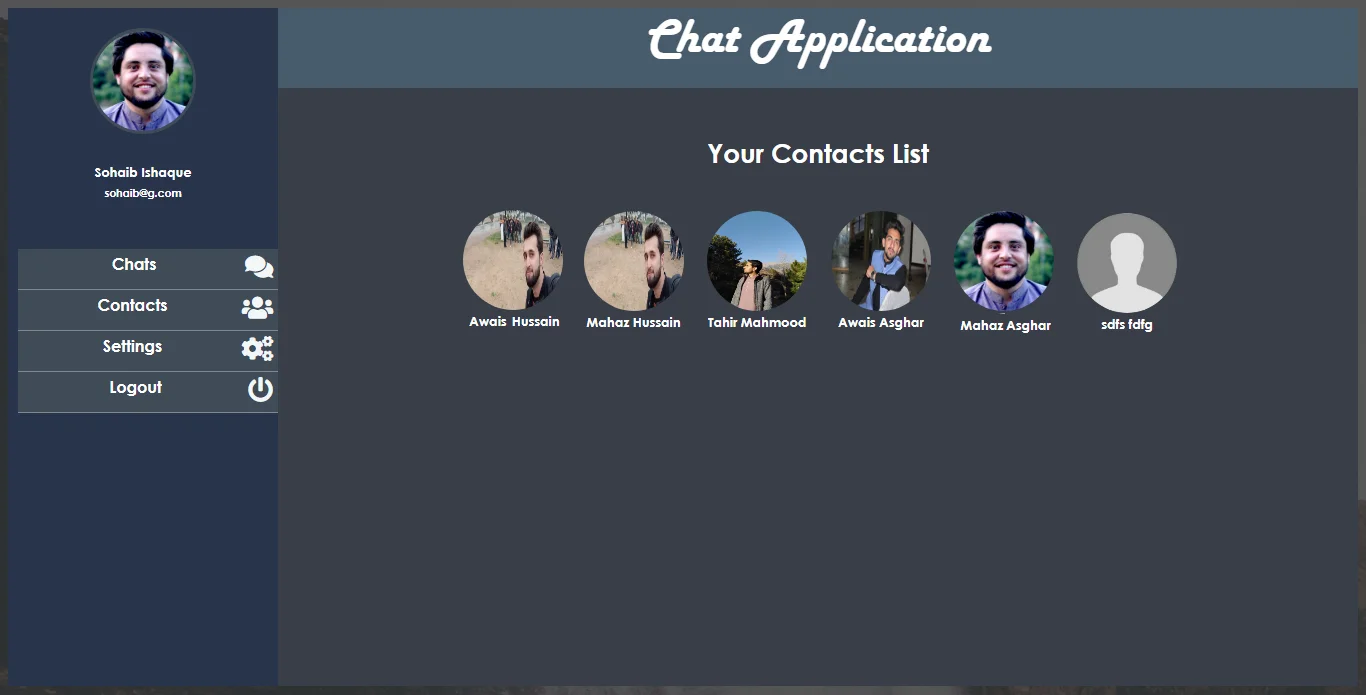 Chat Application
Sohaib Ishaque
sohaib@g.com
Chats
Contacts
Settings
Logout
Your Contacts List
Awais Hussain
Mahaz Hussain
Tahir Mahmood
Awais Asghar
Mahaz Asghar
sdfs fdfg